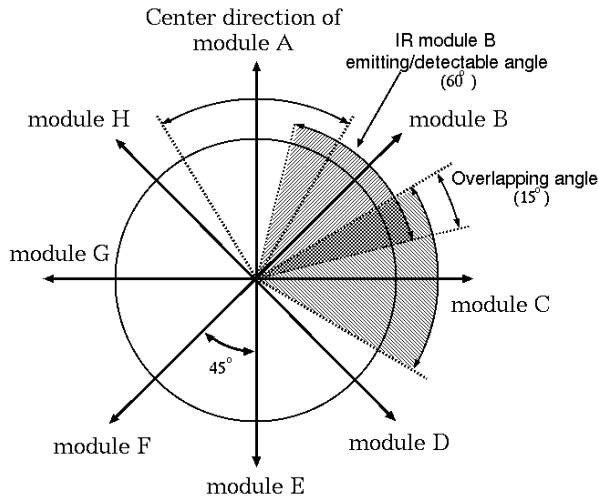 Center direction of
module A
IR module B
emitting/detectable angle
(60°)
module H
module B
Overlapping angle
(15°)
module G
module C
45°
module F
module D
module E